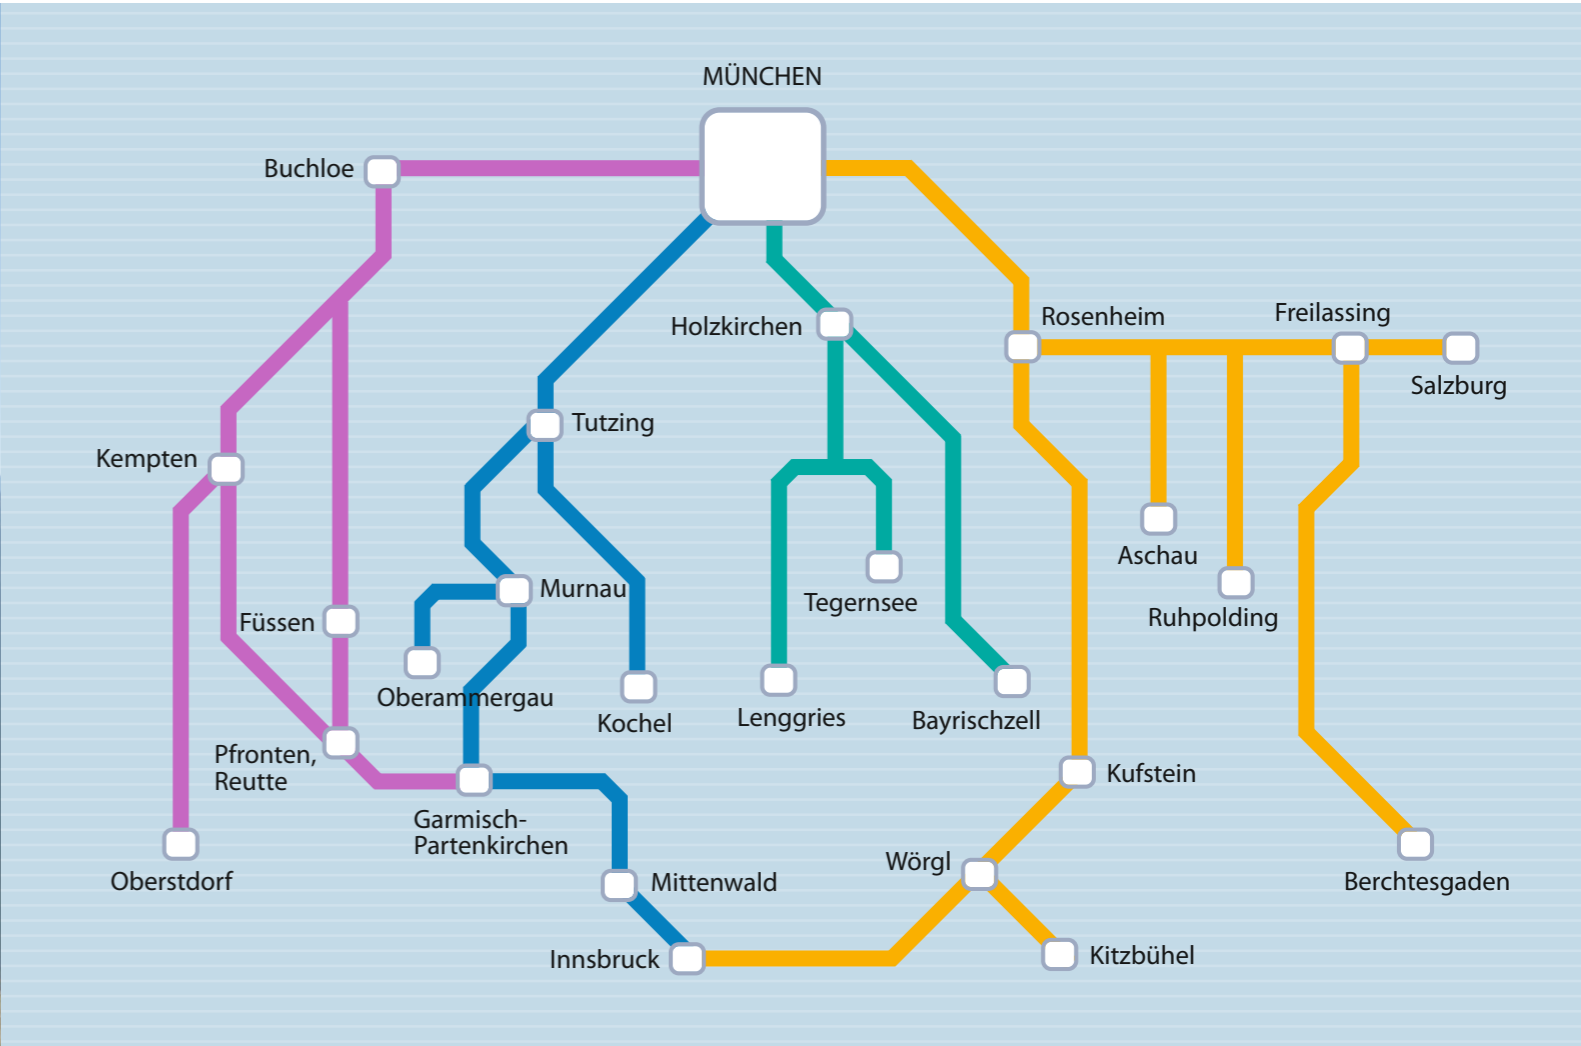 MÜNCHEN
Buchloe
Holzkirchen
Rosenheim
Freilassing
Salzburg
Tutzing
Kempten
Aschau
Murnau
Tegernsee
Ruhpolding
Füssen
Oberammergau
Kochel
Lenggries
Bayrischzell
Pfronten,
Reutte
Kufstein
Garmisch-
Partenkirchen
Wörgl
Oberstdorf
Mittenwald
Berchtesgaden
Innsbruck
Kitzbühel